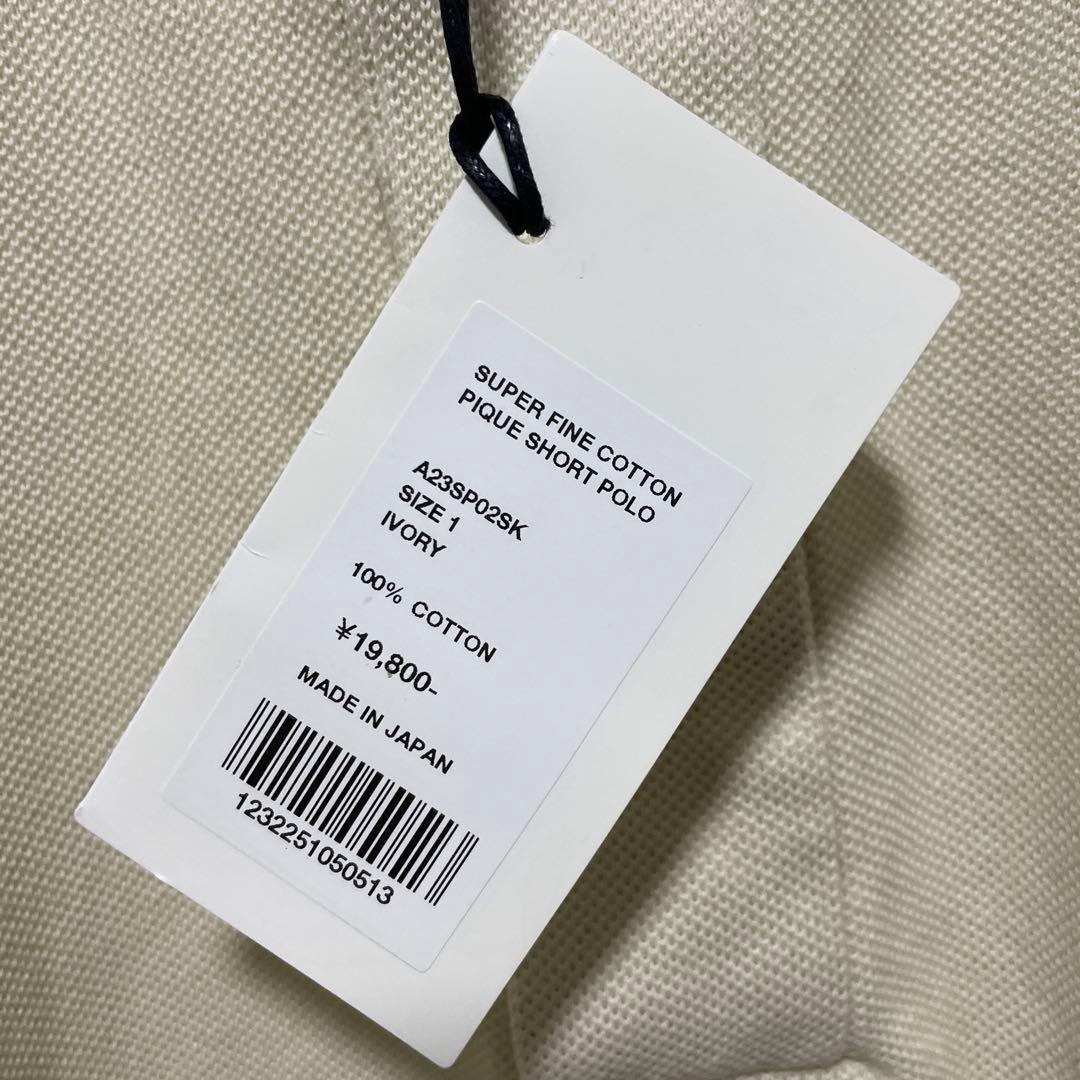 SUPER FINE COTTON
PIQUE SHORT POLO
A23SP02SK
SIZE 1
IVORY
100% COTTON
¥19,800-
MADE IN JAPAN
1232251050513